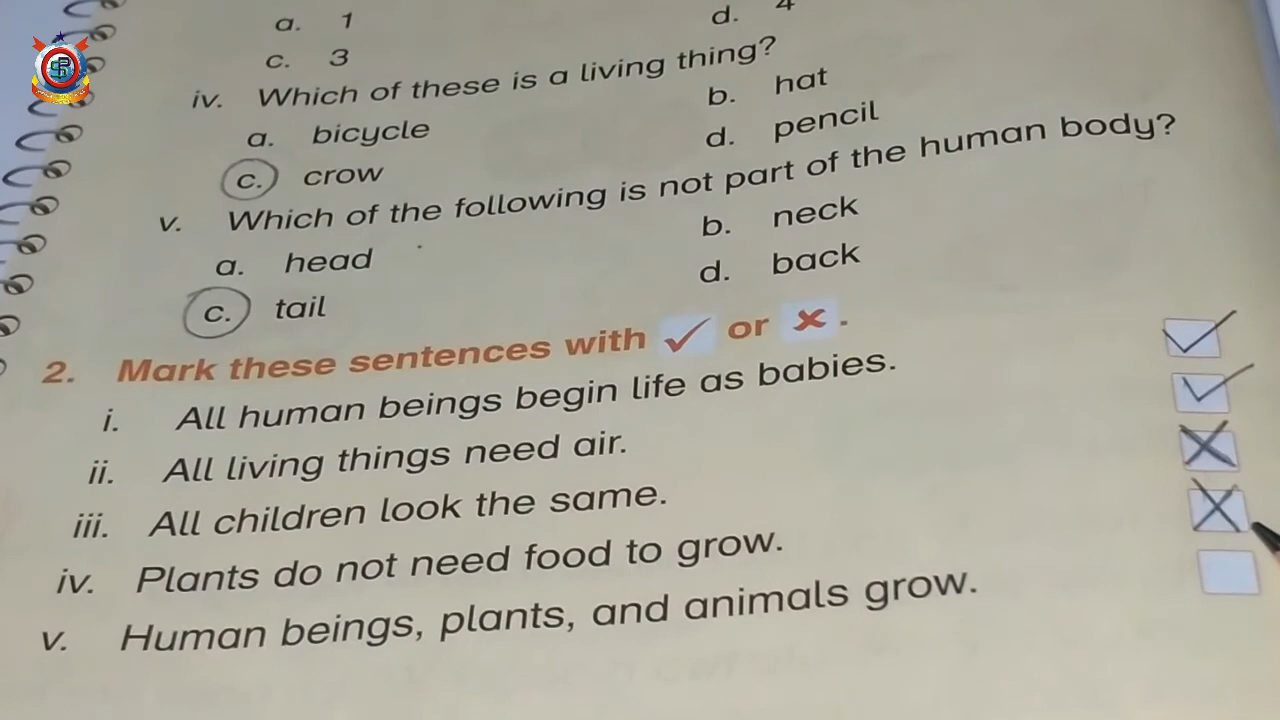 a. 1 d. 4
c. 3
iv. Which of these is a living thing?
a. bicycle b. hat
c. crow d. pencil
v. Which of the following is not part of the human body?
a. head b. neck
c. tail d. back
2. Mark these sentences with ✓ or ✗.
i. All human beings begin life as babies. ✓
ii. All living things need air. ✓
iii. All children look the same. ✗
iv. Plants do not need food to grow. ✗
v. Human beings, plants, and animals grow.